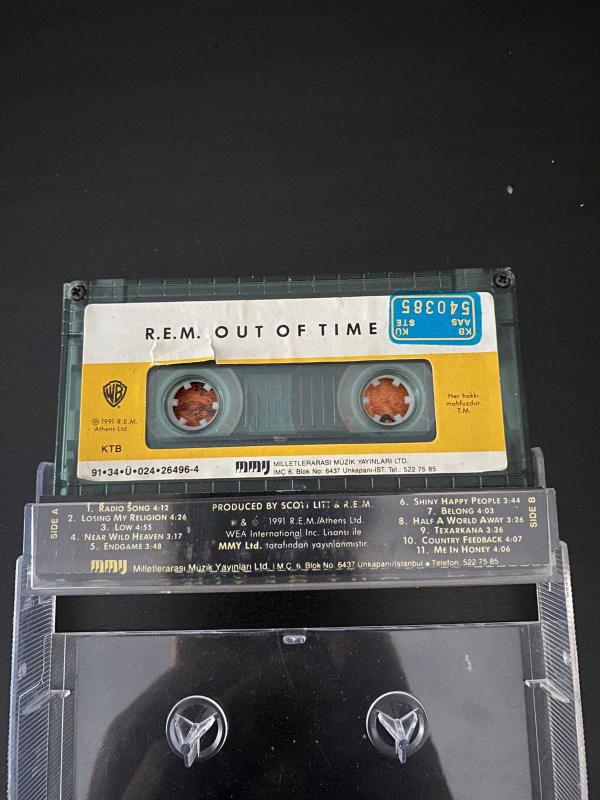 R.E.M. OUT OF TIME
KÜ
STE
KB
AAS
540385
WB
℗ 1991 R.E.M.
Athens Ltd.
KTB
Her hakkı
mahfuzdur.
T.M.
91•34•Ü•024•26496-4
mmy MİLLETLERARASI MÜZİK YAYINLARI LTD.
İMÇ 6. Blok No: 6437 Unkapanı-İST. Tel.: 522 75 85
SIDE A
1. RADIO SONG 4:12
2. LOSING MY RELIGION 4:26
3. LOW 4:55
4. NEAR WILD HEAVEN 3:17
5. ENDGAME 3:48
PRODUCED BY SCOTT LITT & R.E.M.
℗ & © 1991 R.E.M./Athens Ltd.
WEA International Inc. Lisansı ile
MMY Ltd. tarafından yayınlanmıştır.
6. SHINY HAPPY PEOPLE 3:44
7. BELONG 4:03
8. HALF A WORLD AWAY 3:26
9. TEXARKANA 3:36
10. COUNTRY FEEDBACK 4:07
11. ME IN HONEY 4:06
SIDE B
mmy Milletlerarası Müzik Yayınları Ltd. İ M Ç 6. Blok No: 6437 Unkapanı/İstanbul • Telefon: 522 75 85